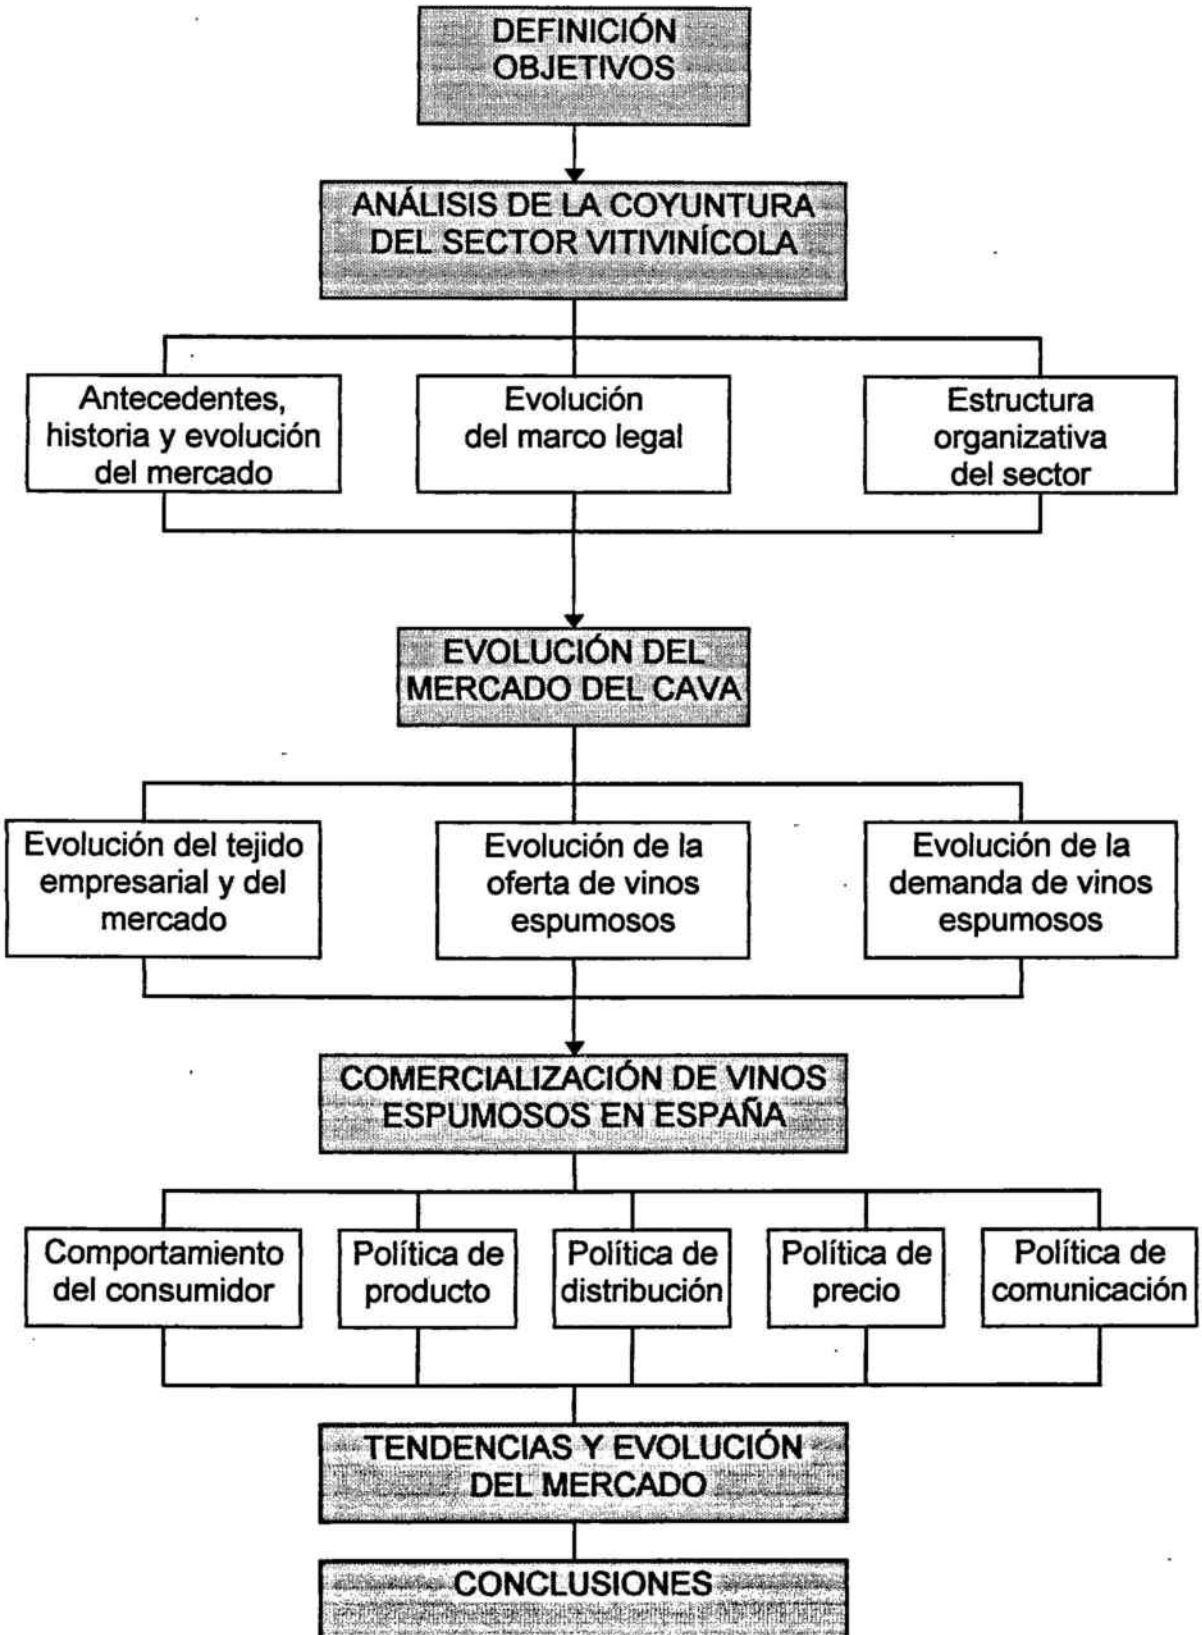 DEFINICIÓN
OBJETIVOS
ANÁLISIS DE LA COYUNTURA
DEL SECTOR VITIVINÍCOLA
Antecedentes,
historia y evolución
del mercado
Evolución
del marco legal
Estructura
organizativa
del sector
EVOLUCIÓN DEL
MERCADO DEL CAVA
Evolución del tejido
empresarial y del
mercado
Evolución de la
oferta de vinos
espumosos
Evolución de la
demanda de vinos
espumosos
COMERCIALIZACIÓN DE VINOS
ESPUMOSOS EN ESPAÑA
Comportamiento
del consumidor
Política de
producto
Política de
distribución
Política de
precio
Política de
comunicación
TENDENCIAS Y EVOLUCIÓN
DEL MERCADO
CONCLUSIONES